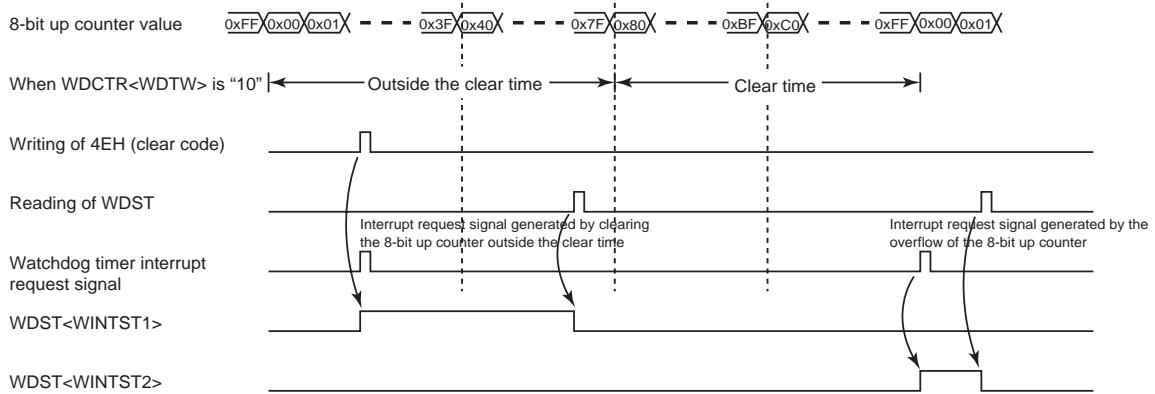 8-bit up counter value 0xFF 0x00 0x01 0x3F 0x40 0x7F 0x80 0xBF 0xC0 0xFF 0x00 0x01
When WDCTR<WDTW> is “10” Outside the clear time Clear time
Writing of 4EH (clear code)
Reading of WDST
Interrupt request signal generated by clearing
the 8-bit up counter outside the clear time
Interrupt request signal generated by the
overflow of the 8-bit up counter
Watchdog timer interrupt
request signal
WDST<WINTST1>
WDST<WINTST2>